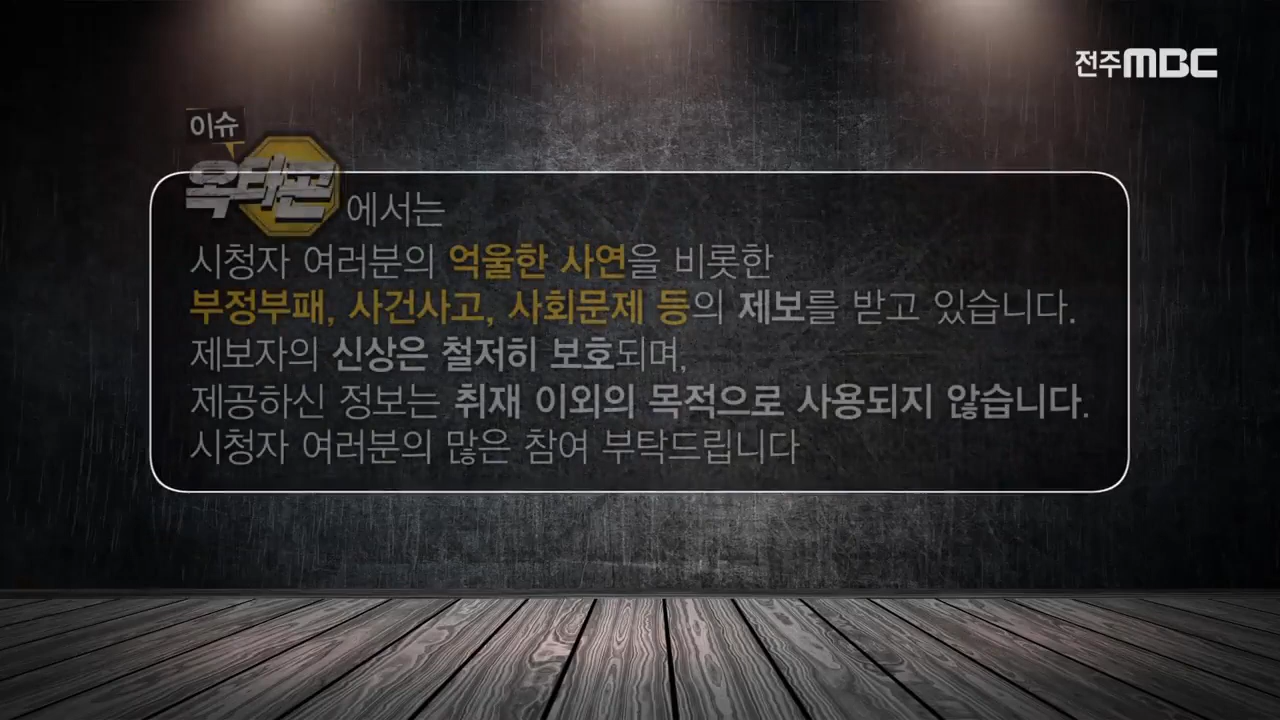 전주MBC
이슈
옥타곤에서는
시청자 여러분의 억울한 사연을 비롯한
부정부패, 사건사고, 사회문제 등의 제보를 받고 있습니다.
제보자의 신상은 철저히 보호되며,
제공하신 정보는 취재 이외의 목적으로 사용되지 않습니다.
시청자 여러분의 많은 참여 부탁드립니다